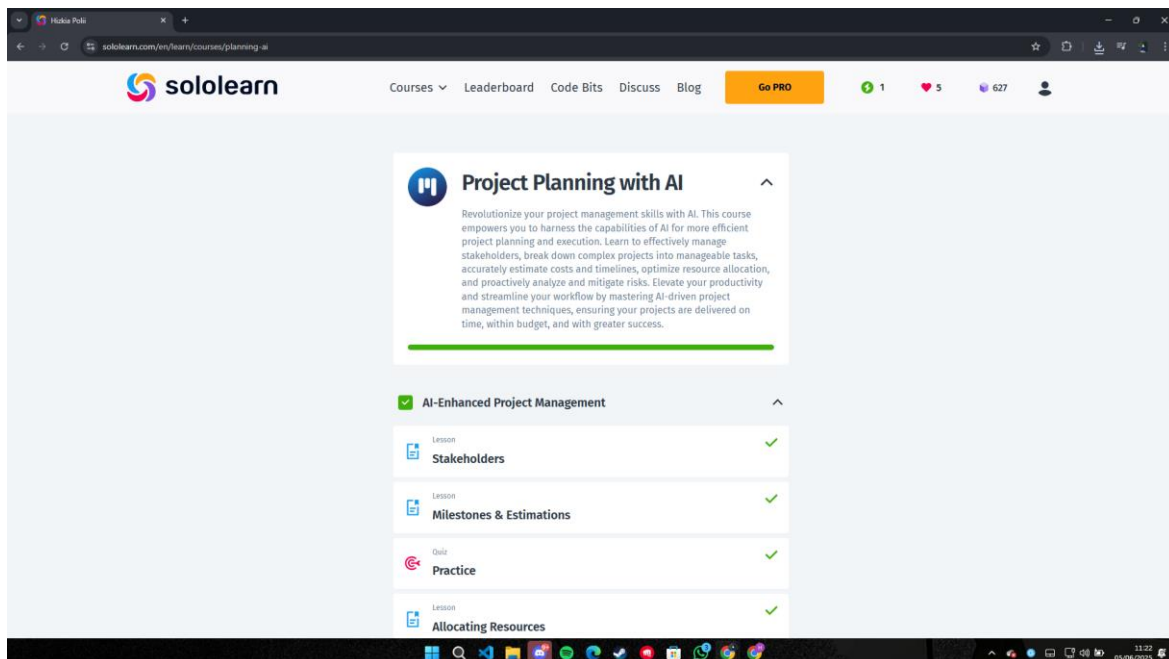 Hizkia Polii
sololearn.com/en/learn/courses/planning-ai
sololearn
Courses Leaderboard Code Bits Discuss Blog Go PRO 1 5 627
Project Planning with AI
Revolutionize your project management skills with AI. This course
empowers you to harness the capabilities of AI for more efficient
project planning and execution. Learn to effectively manage
stakeholders, break down complex projects into manageable tasks,
accurately estimate costs and timelines, optimize resource allocation,
and proactively analyze and mitigate risks. Elevate your productivity
and streamline your workflow by mastering AI-driven project
management techniques, ensuring your projects are delivered on
time, within budget, and with greater success.
AI-Enhanced Project Management
Lesson
Stakeholders
Lesson
Milestones & Estimations
Quiz
Practice
Lesson
Allocating Resources
11:22
05/06/2025